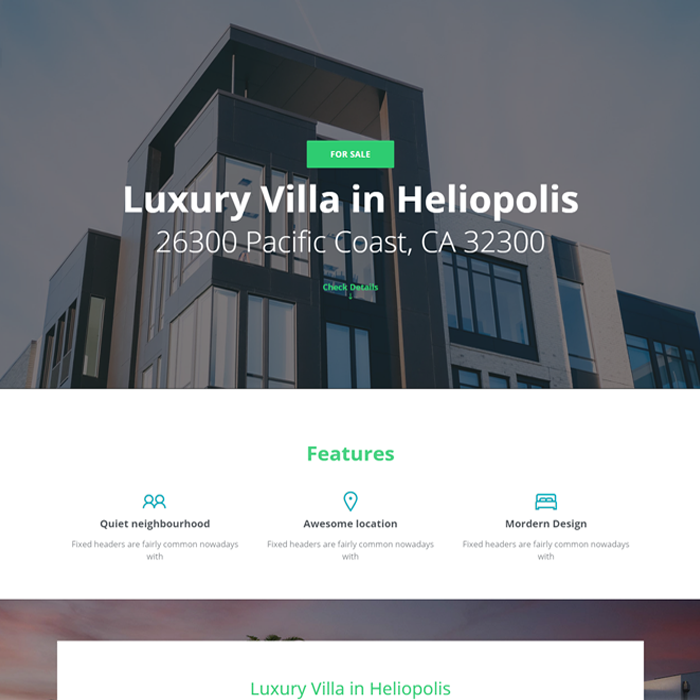 FOR SALE
Luxury Villa in Heliopolis
26300 Pacific Coast, CA 32300
Check Details
↓
Features
Quiet neighbourhood
Awesome location
Mordern Design
Fixed headers are fairly common nowadays
with
Fixed headers are fairly common nowadays
with
Fixed headers are fairly common nowadays
with
Luxury Villa in Heliopolis